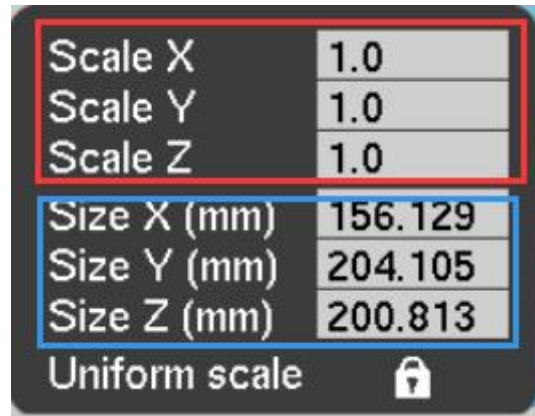 Scale X 1.0
Scale Y 1.0
Scale Z 1.0
Size X (mm) 156.129
Size Y (mm) 204.105
Size Z (mm) 200.813
Uniform scale